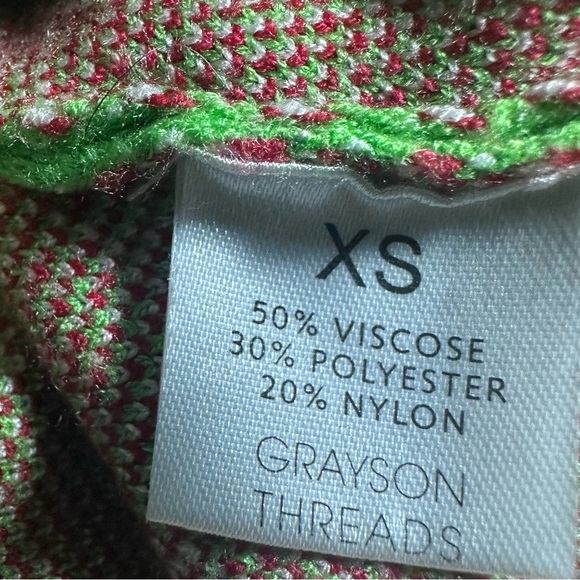 XS
50% VISCOSE
30% POLYESTER
20% NYLON
GRAYSON
THREADS